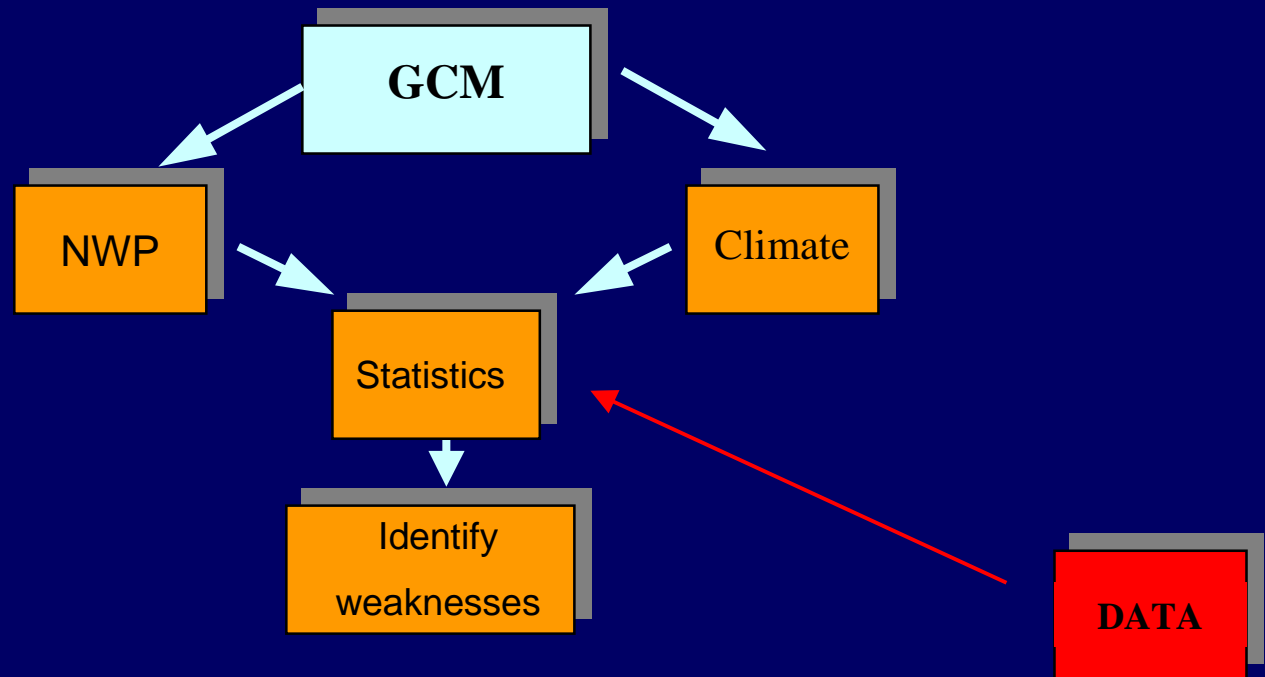 GCM
NWP
Climate
Statistics
Identify
weaknesses
DATA